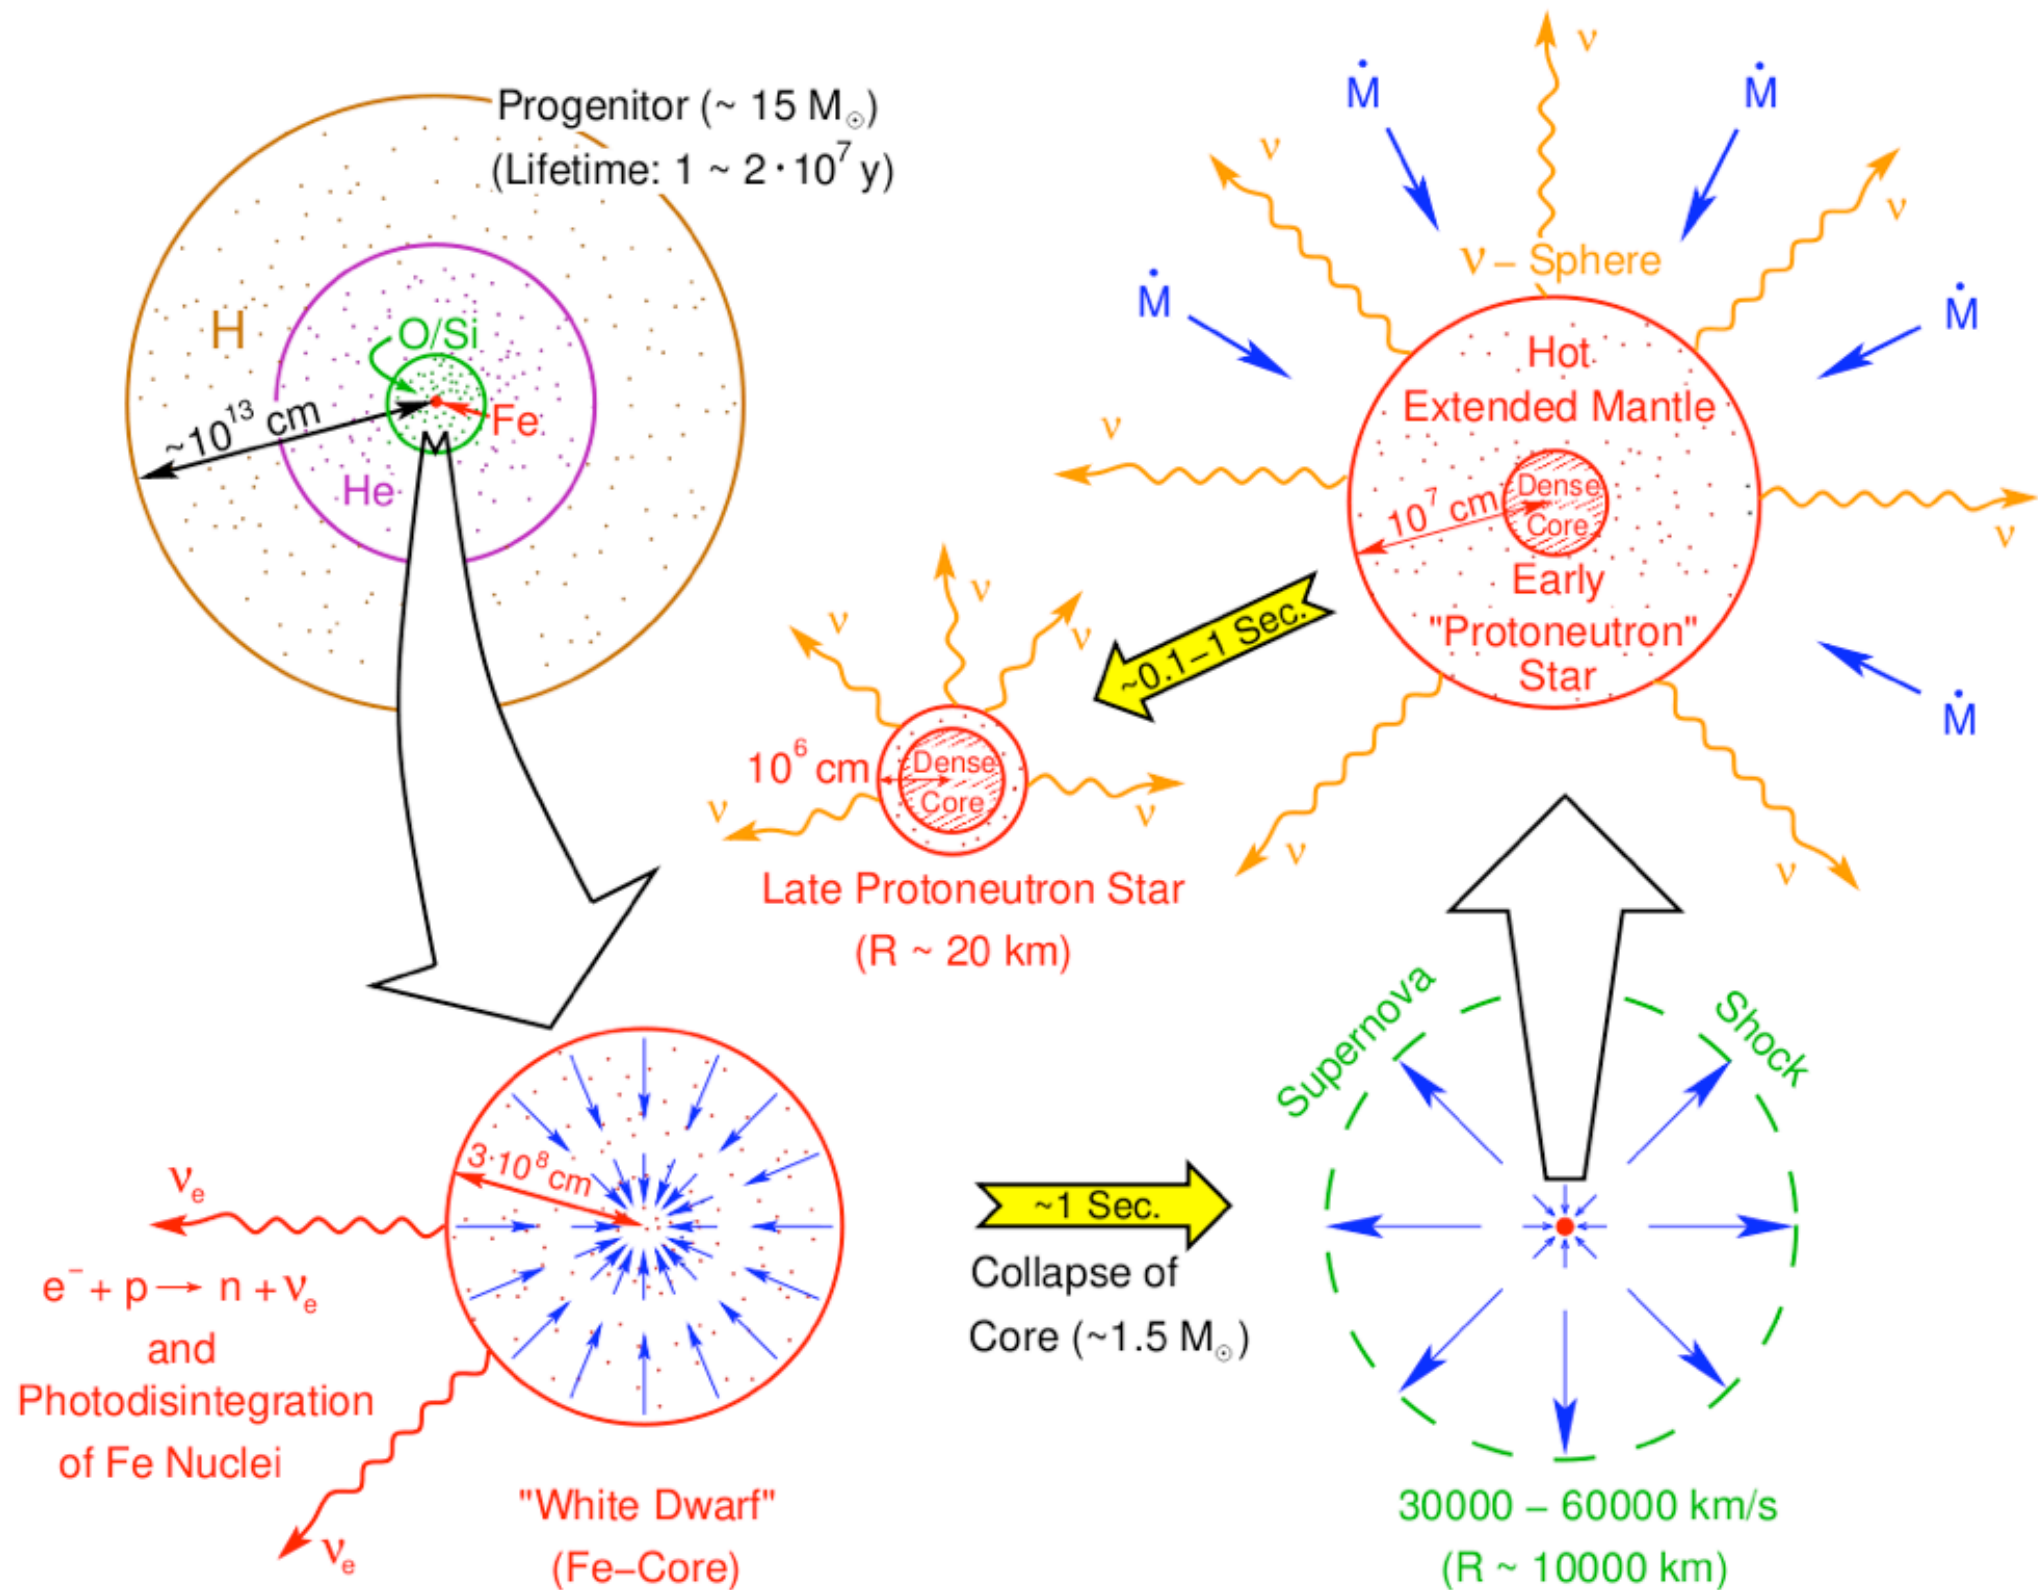 Progenitor (~ 15 M☉)
(Lifetime: 1 ~ 2·10⁷ y)
H
O/Si
~10¹³ cm
Fe
He
Ṁ
Ṁ
Ṁ
Ṁ
Ṁ
ν
ν
ν
ν
ν
ν
ν
ν – Sphere
Hot
Extended Mantle
10⁷ cm
Dense
Core
Early
"Protoneutron"
Star
~0.1–1 Sec.
ν
ν
ν
ν
ν
10⁶ cm
Dense
Core
Late Protoneutron Star
(R ~ 20 km)
3·10⁸ cm
νₑ
e⁻ + p → n + νₑ
and
Photodisintegration
of Fe Nuclei
νₑ
"White Dwarf"
(Fe–Core)
~1 Sec.
Collapse of
Core (~1.5 M☉)
Supernova
Shock
30000 – 60000 km/s
(R ~ 10000 km)